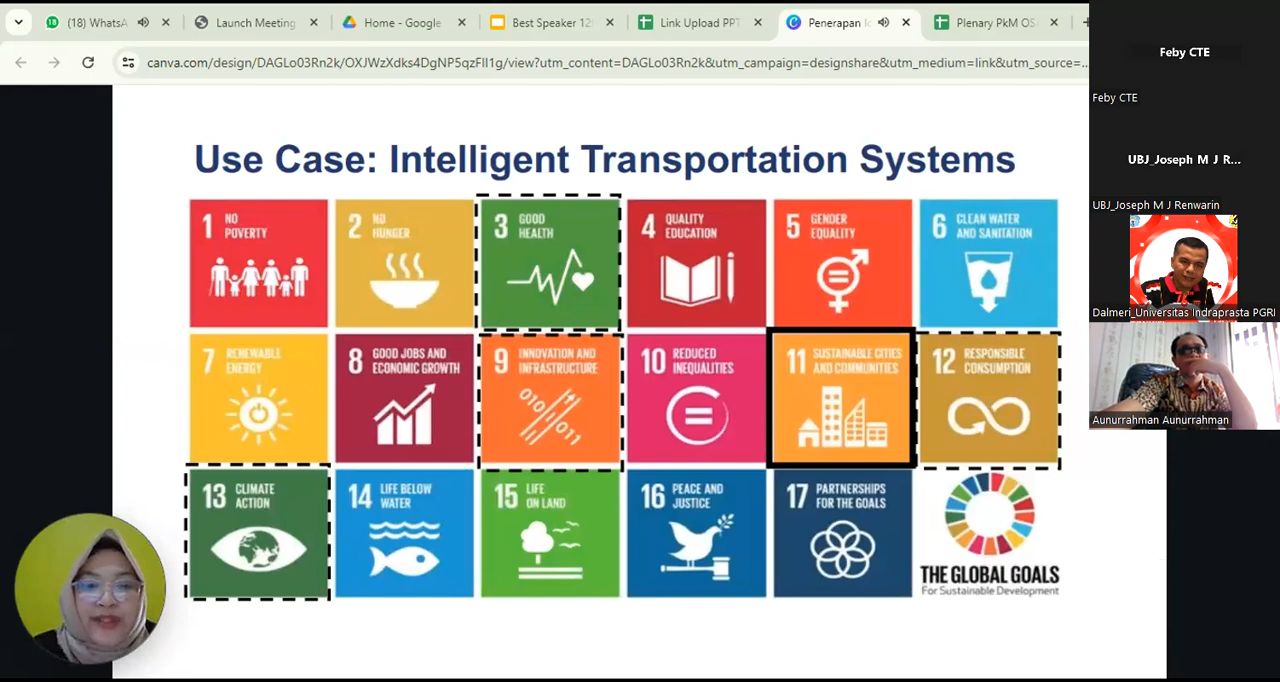 (18) WhatsA
Launch Meeting
Home - Google
Best Speaker 12
Link Upload PPT
Penerapan Io
Plenary PkM OSA
canva.com/design/DAGLo03Rn2k/OXJWzXdks4DgNP5qzFlI1g/view?utm_content=DAGLo03Rn2k&utm_campaign=designshare&utm_medium=link&utm_source=...
Feby CTE
Feby CTE
UBJ_Joseph M J R...
UBJ_Joseph M J Renwarin
Dalmeri_Universitas Indraprasta PGRI
Aunurrahman Aunurrahman
Use Case: Intelligent Transportation Systems
1 NO
POVERTY
2 NO
HUNGER
3 GOOD
HEALTH
4 QUALITY
EDUCATION
5 GENDER
EQUALITY
6 CLEAN WATER
AND SANITATION
7 RENEWABLE
ENERGY
8 GOOD JOBS AND
ECONOMIC GROWTH
9 INNOVATION AND
INFRASTRUCTURE
010
11
011
10 REDUCED
INEQUALITIES
11 SUSTAINABLE CITIES
AND COMMUNITIES
12 RESPONSIBLE
CONSUMPTION
13 CLIMATE
ACTION
14 LIFE BELOW
WATER
15 LIFE
ON LAND
16 PEACE AND
JUSTICE
17 PARTNERSHIPS
FOR THE GOALS
THE GLOBAL GOALS
For Sustainable Development